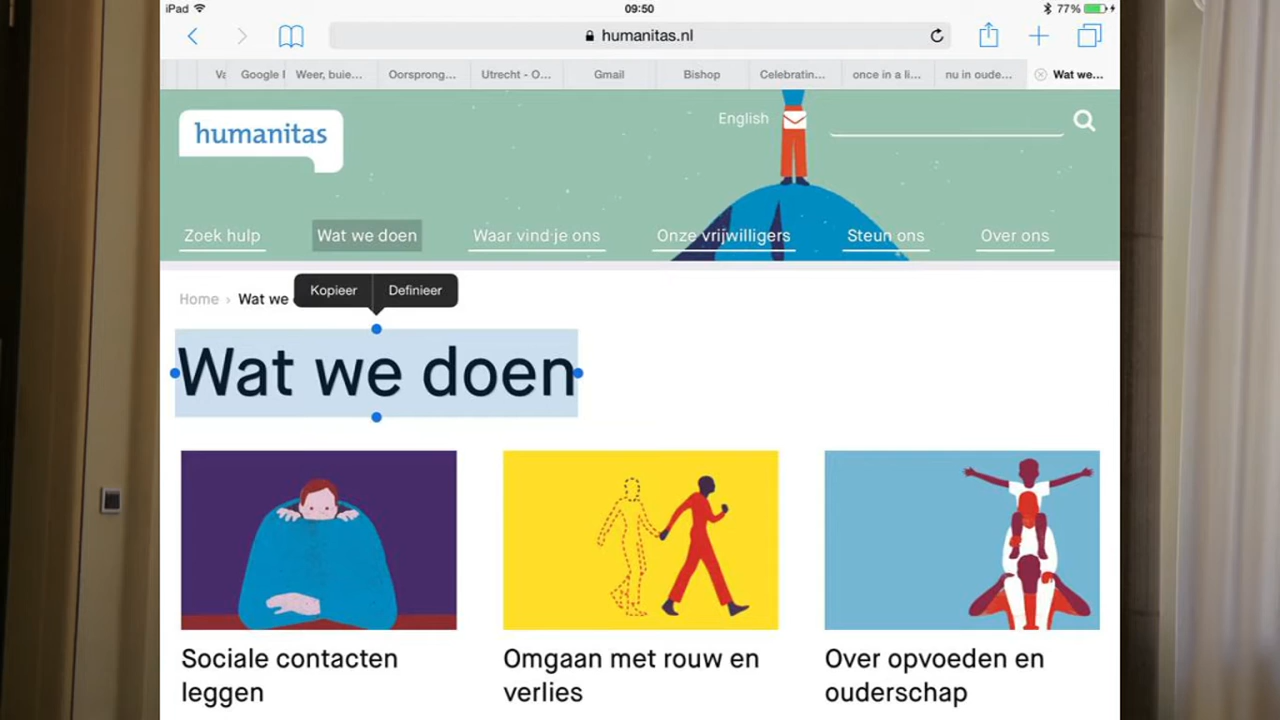 iPad 09:50 77%
humanitas.nl
Va Google Weer, buie... Oorsprong... Utrecht - O... Gmail Bishop Celebratin... once in a li... nu in oude... Wat we...
humanitas
English
Zoek hulp Wat we doen Waar vind je ons Onze vrijwilligers Steun ons Over ons
Kopieer Definieer
Home › Wat we
Wat we doen
Sociale contacten
leggen
Omgaan met rouw en
verlies
Over opvoeden en
ouderschap